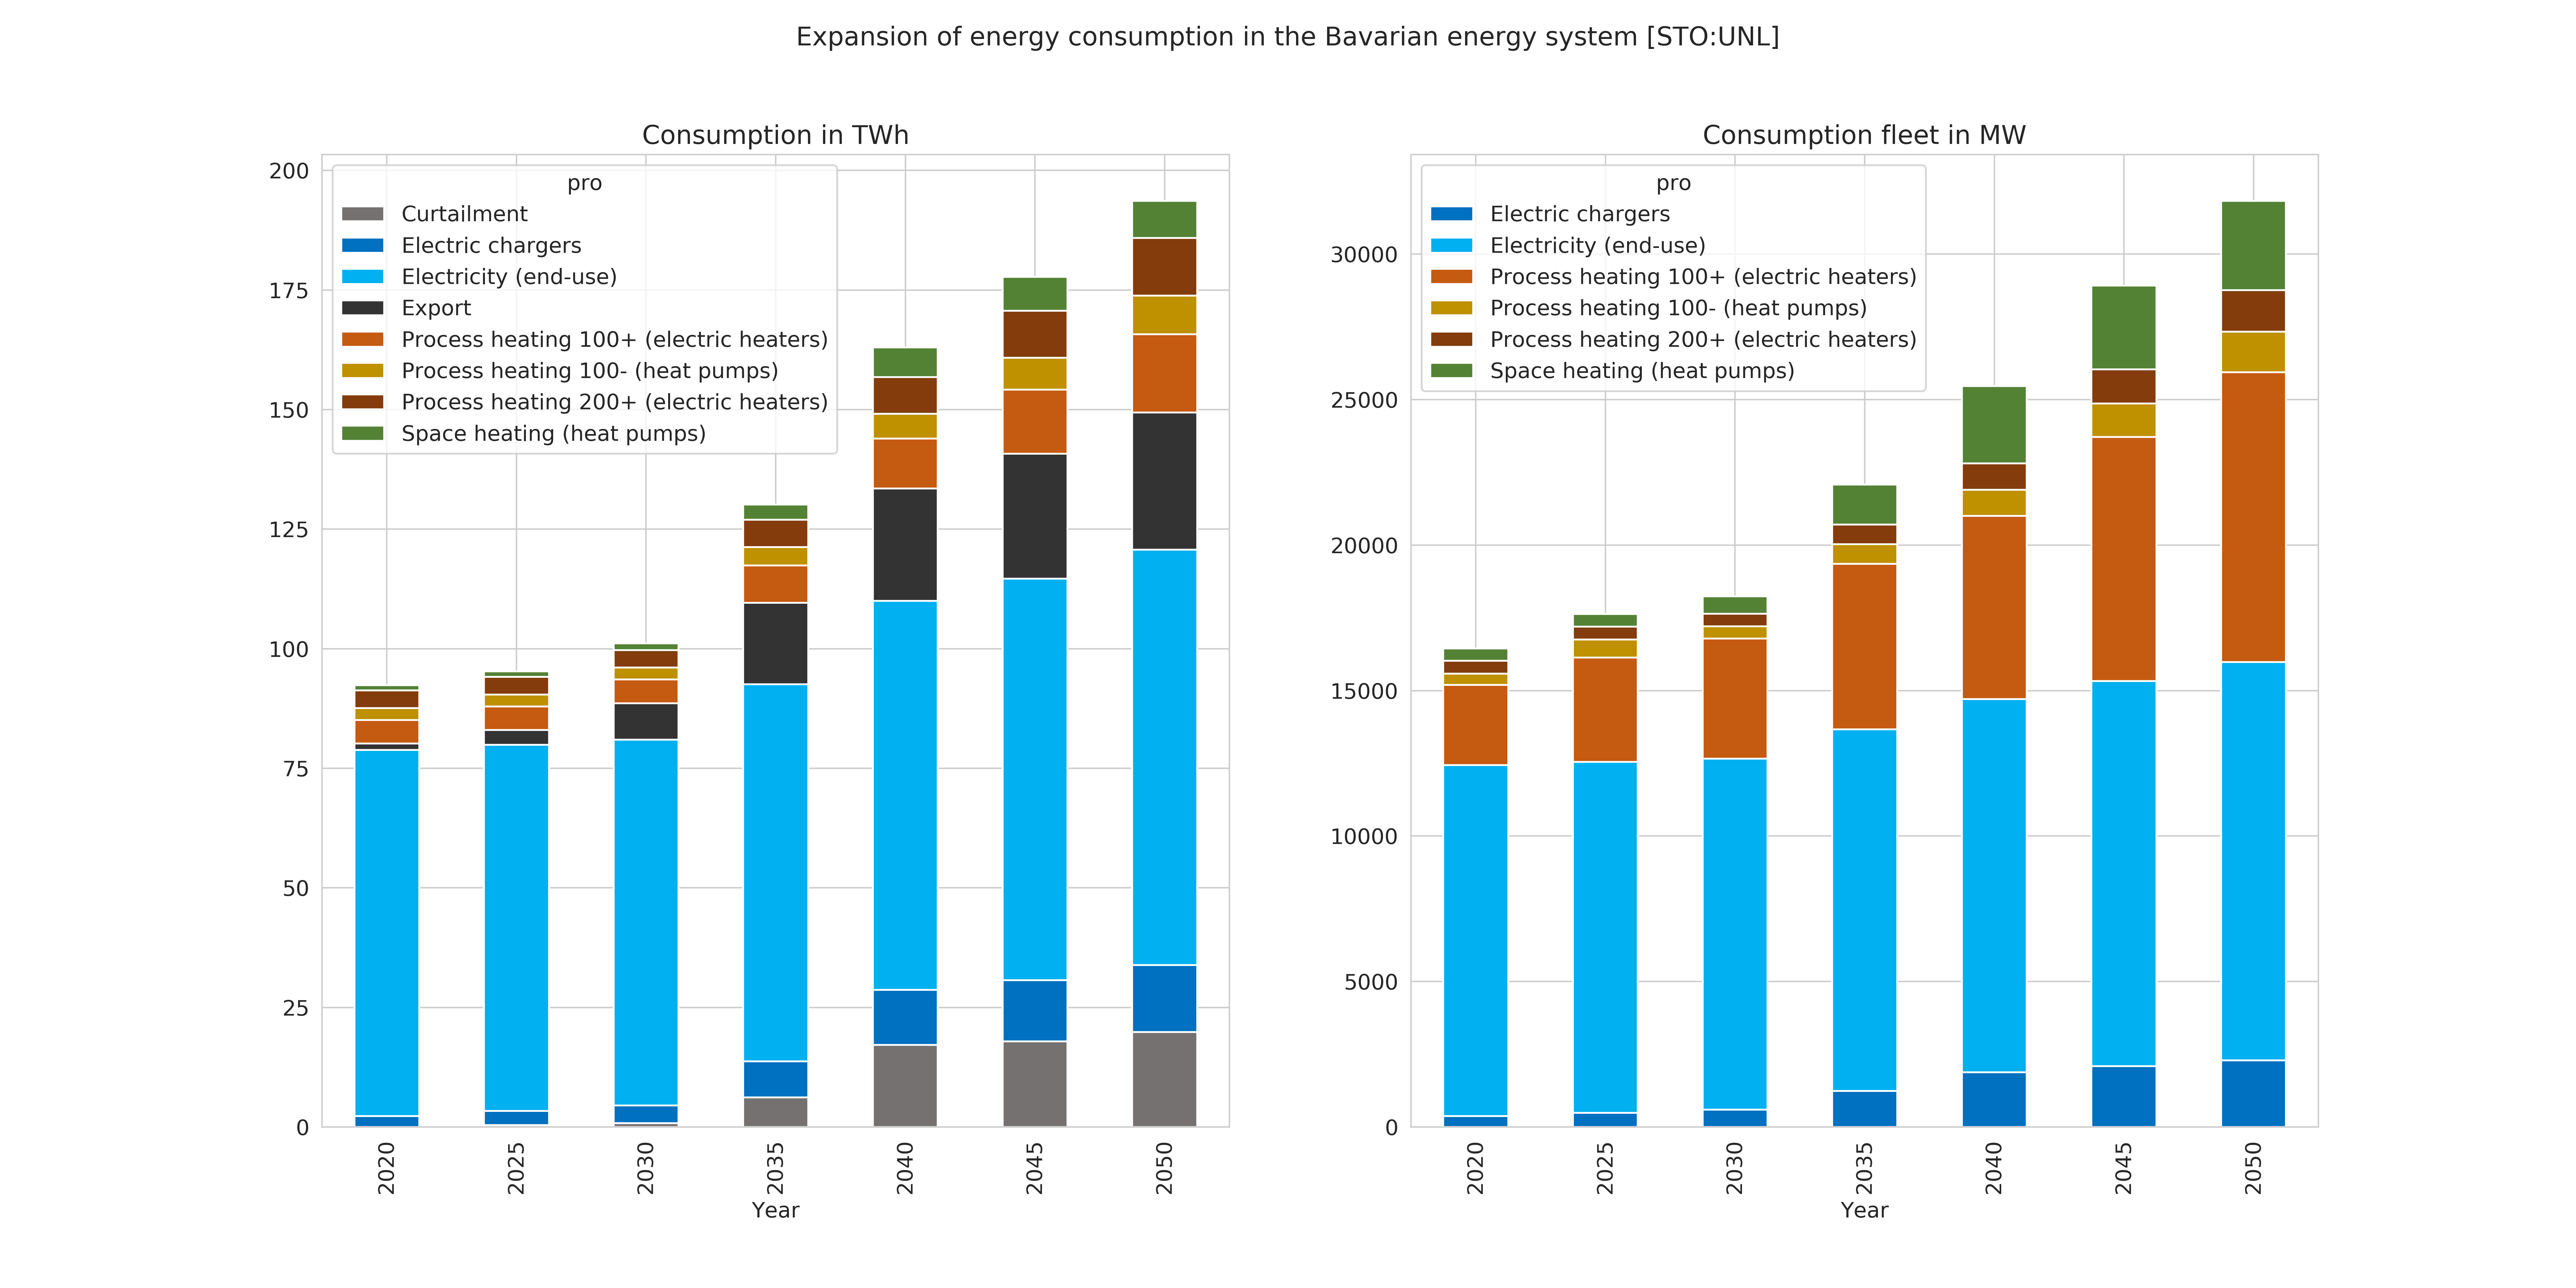 Expansion of energy consumption in the Bavarian energy system [STO:UNL]
Consumption in TWh
200
175
150
125
100
75
50
25
0
pro
Curtailment
Electric chargers
Electricity (end-use)
Export
Process heating 100+ (electric heaters)
Process heating 100- (heat pumps)
Process heating 200+ (electric heaters)
Space heating (heat pumps)
2020
2025
2030
2035
2040
2045
2050
Year
Consumption fleet in MW
30000
25000
20000
15000
10000
5000
0
pro
Electric chargers
Electricity (end-use)
Process heating 100+ (electric heaters)
Process heating 100- (heat pumps)
Process heating 200+ (electric heaters)
Space heating (heat pumps)
2020
2025
2030
2035
2040
2045
2050
Year